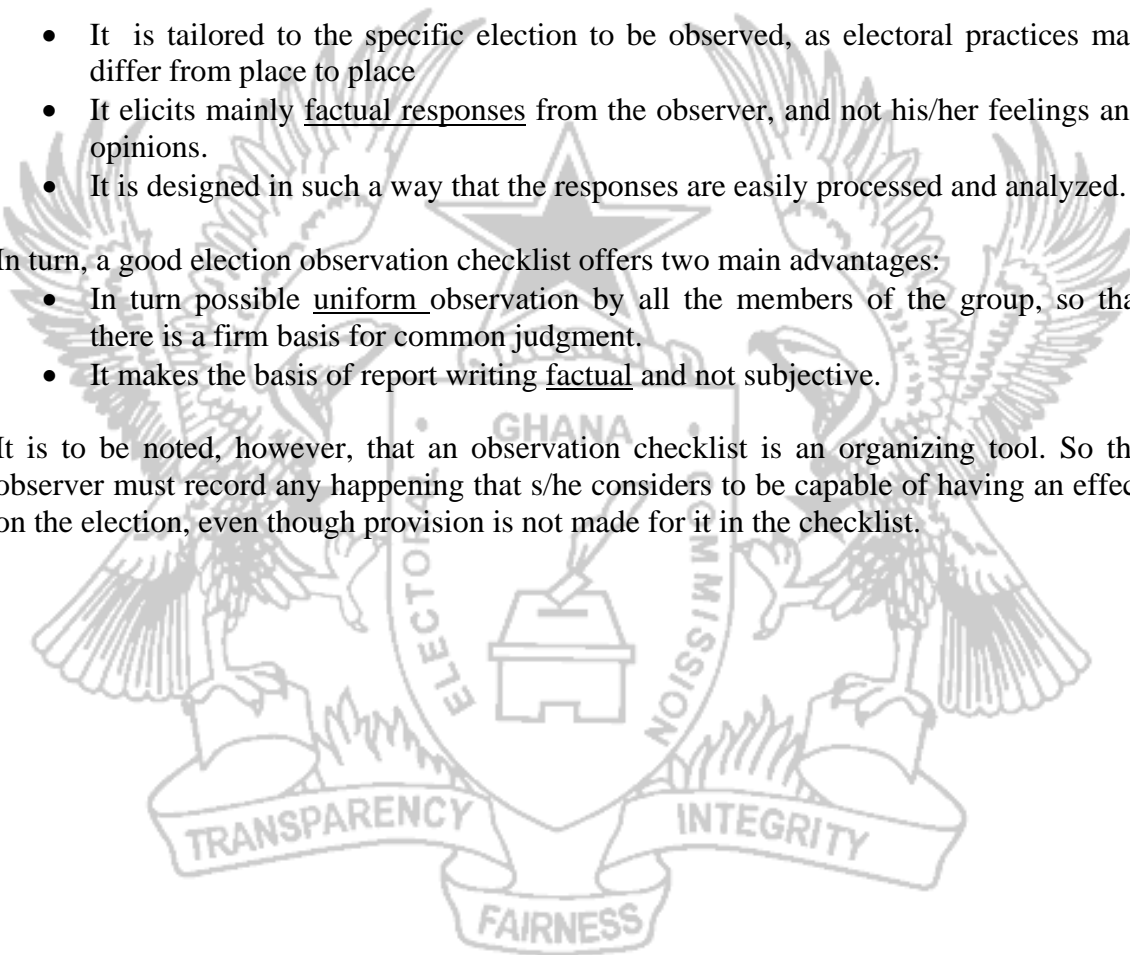 • It is tailored to the specific election to be observed, as electoral practices ma
differ from place to place
• It elicits mainly factual responses from the observer, and not his/her feelings an
opinions.
• It is designed in such a way that the responses are easily processed and analyzed.
In turn, a good election observation checklist offers two main advantages:
• In turn possible uniform observation by all the members of the group, so tha
there is a firm basis for common judgment.
• It makes the basis of report writing factual and not subjective.
It is to be noted, however, that an observation checklist is an organizing tool. So th
observer must record any happening that s/he considers to be capable of having an effec
on the election, even though provision is not made for it in the checklist.
GHANA
ELECTORAL
COMMISSION
TRANSPARENCY
INTEGRITY
FAIRNESS